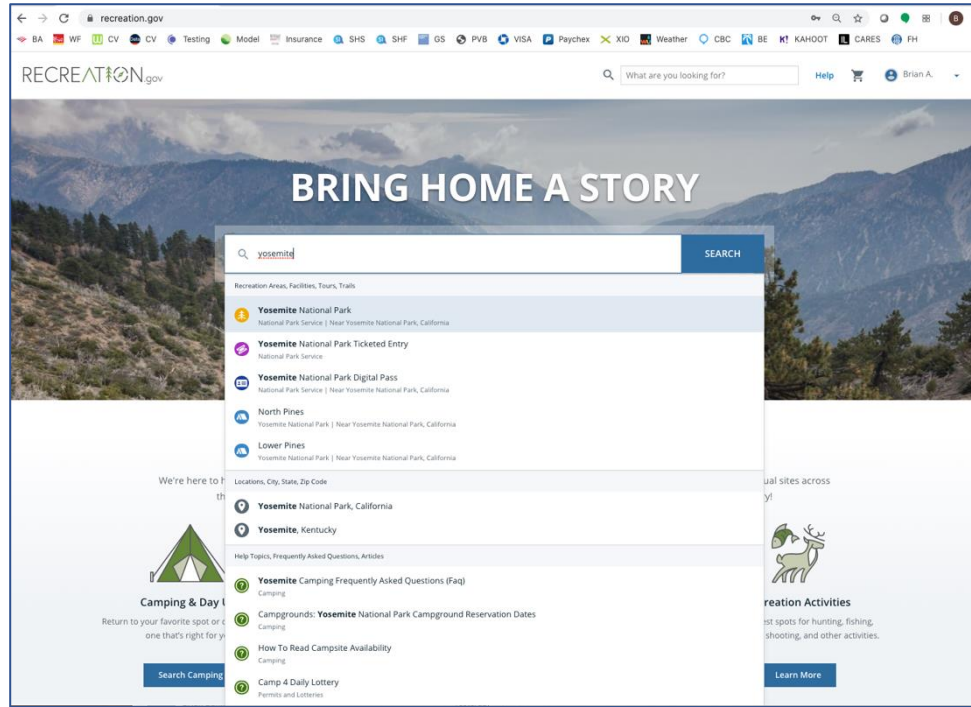 recreation.gov
BA WF CV CV Testing Model Insurance SHS SHF GS PVB VISA Paychex XIO Weather CBC BE K! KAHOOT CARES FH
RECREATION.gov
What are you looking for?
Help
Brian A.
B
BRING HOME A STORY
yosemite
SEARCH
Recreation Areas, Facilities, Tours, Trails
Yosemite National Park
National Park Service | Near Yosemite National Park, California
Yosemite National Park Ticketed Entry
National Park Service
Yosemite National Park Digital Pass
National Park Service | Near Yosemite National Park, California
North Pines
Yosemite National Park | Near Yosemite National Park, California
Lower Pines
Yosemite National Park | Near Yosemite National Park, California
Locations, City, State, Zip Code
Yosemite National Park, California
Yosemite, Kentucky
Help Topics, Frequently Asked Questions, Articles
Yosemite Camping Frequently Asked Questions (Faq)
Camping
Campgrounds: Yosemite National Park Campground Reservation Dates
Camping
How To Read Campsite Availability
Camping
Camp 4 Daily Lottery
Permits and Lotteries
We're here to h
th
ual sites across
y!
Camping & Day U
Return to your favorite spot or d
one that's right for y
Search Camping
reation Activities
est spots for hunting, fishing,
shooting, and other activities.
Learn More